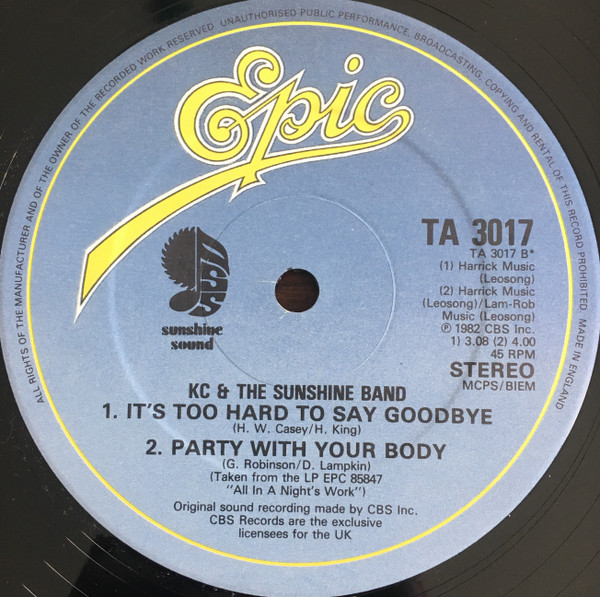 ALL RIGHTS OF THE MANUFACTURER AND OF THE OWNER OF THE RECORDED WORK RESERVED. UNAUTHORISED PUBLIC PERFORMANCE, BROADCASTING, COPYING AND RENTAL OF THIS RECORD PROHIBITED. MADE IN ENGLAND
Epic
TA 3017
TA 3017 B*
(1) Harrick Music
(Leosong)
(2) Harrick Music
(Leosong)/Lam-Rob
Music (Leosong)
℗ 1982 CBS Inc.
1) 3.08 (2) 4.00
45 RPM
STEREO
MCPS/BIEM
sunshine
sound
KC & THE SUNSHINE BAND
1. IT'S TOO HARD TO SAY GOODBYE
(H. W. Casey/H. King)
2. PARTY WITH YOUR BODY
(G. Robinson/D. Lampkin)
(Taken from the LP EPC 85847
"All In A Night's Work")
Original sound recording made by CBS Inc.
CBS Records are the exclusive
licensees for the UK